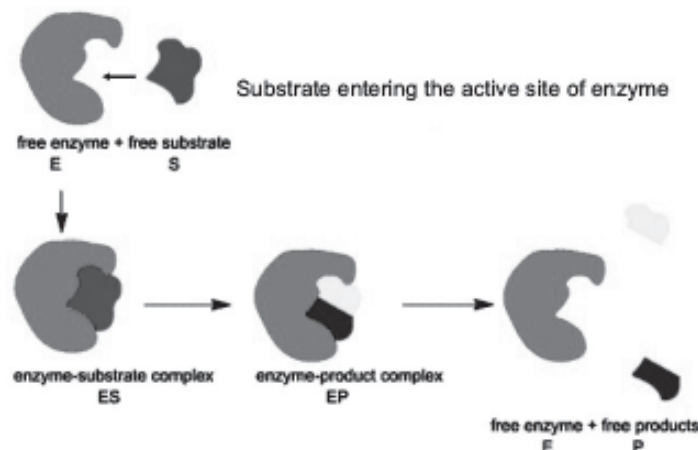 Substrate entering the active site of enzyme
free enzyme + free substrate
E S
enzyme-substrate complex
ES
enzyme-product complex
EP
free enzyme + free products
E P